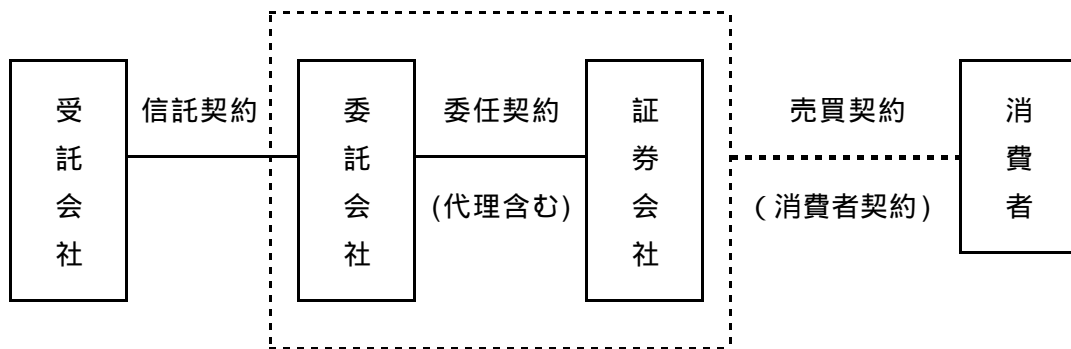 受託会社
信託契約
委託会社
委任契約
(代理含む)
証券会社
売買契約
(消費者契約)
消費者